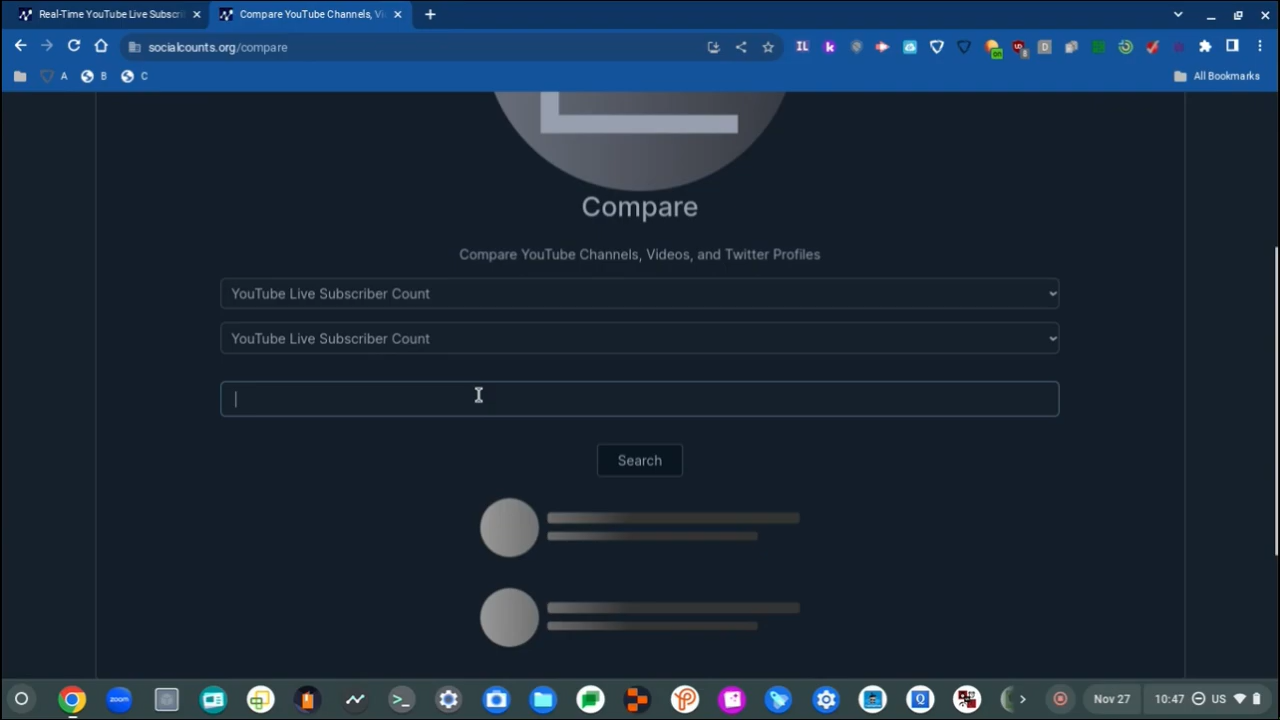 Real-Time YouTube Live Subscri
Compare YouTube Channels, Vi
socialcounts.org/compare
A
B
C
All Bookmarks
Compare
Compare YouTube Channels, Videos, and Twitter Profiles
YouTube Live Subscriber Count
YouTube Live Subscriber Count
Search
Nov 27
10:47
US